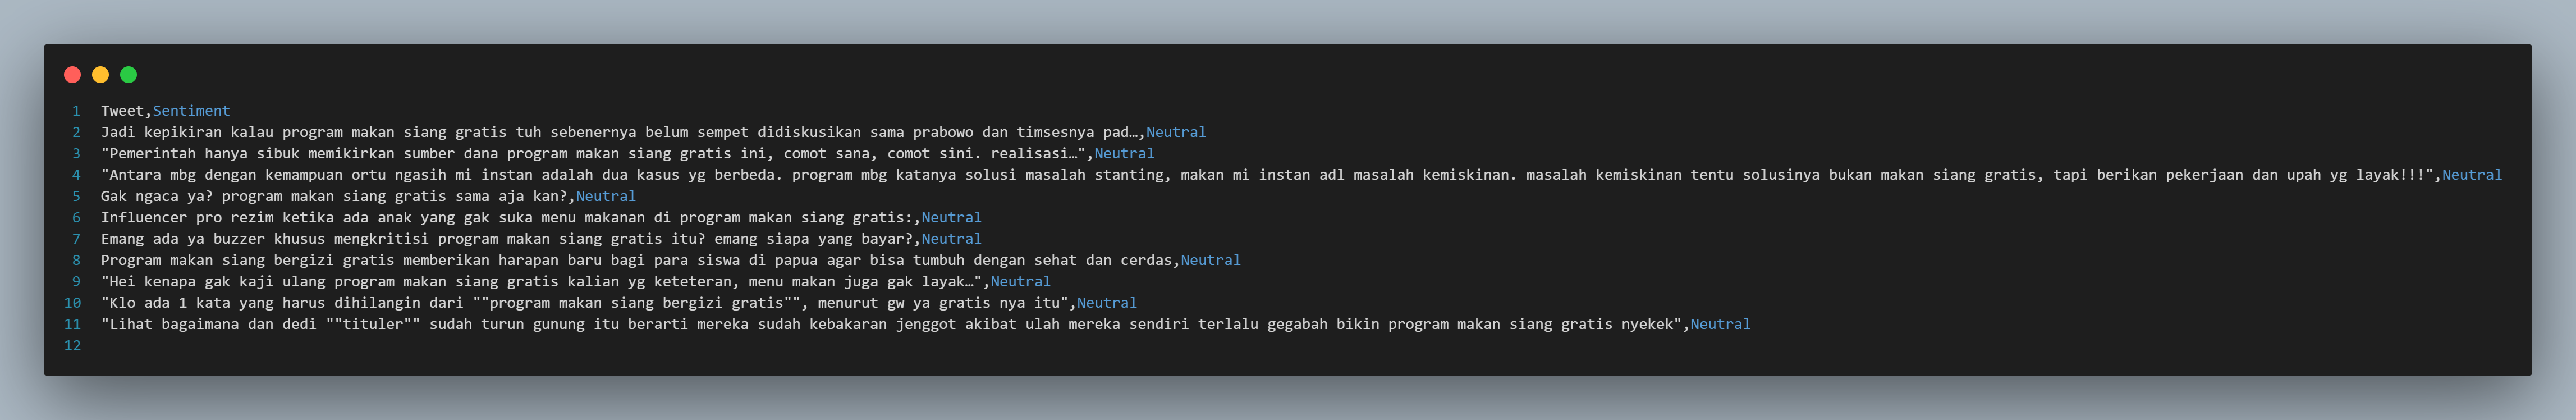 1 Tweet,Sentiment
2 Jadi kepikiran kalau program makan siang gratis tuh sebenernya belum sempet didiskusikan sama prabowo dan timsesnya pad…,Neutral
3 "Pemerintah hanya sibuk memikirkan sumber dana program makan siang gratis ini, comot sana, comot sini. realisasi…",Neutral
4 "Antara mbg dengan kemampuan ortu ngasih mi instan adalah dua kasus yg berbeda. program mbg katanya solusi masalah stanting, makan mi instan adl masalah kemiskinan. masalah kemiskinan tentu solusinya bukan makan siang gratis, tapi berikan pekerjaan dan upah yg layak!!!",Neutral
5 Gak ngaca ya? program makan siang gratis sama aja kan?,Neutral
6 Influencer pro rezim ketika ada anak yang gak suka menu makanan di program makan siang gratis:,Neutral
7 Emang ada ya buzzer khusus mengkritisi program makan siang gratis itu? emang siapa yang bayar?,Neutral
8 Program makan siang bergizi gratis memberikan harapan baru bagi para siswa di papua agar bisa tumbuh dengan sehat dan cerdas,Neutral
9 "Hei kenapa gak kaji ulang program makan siang gratis kalian yg keteteran, menu makan juga gak layak…",Neutral
10 "Klo ada 1 kata yang harus dihilangin dari ""program makan siang bergizi gratis"", menurut gw ya gratis nya itu",Neutral
11 "Lihat bagaimana dan dedi ""tituler"" sudah turun gunung itu berarti mereka sudah kebakaran jenggot akibat ulah mereka sendiri terlalu gegabah bikin program makan siang gratis nyekek",Neutral
12